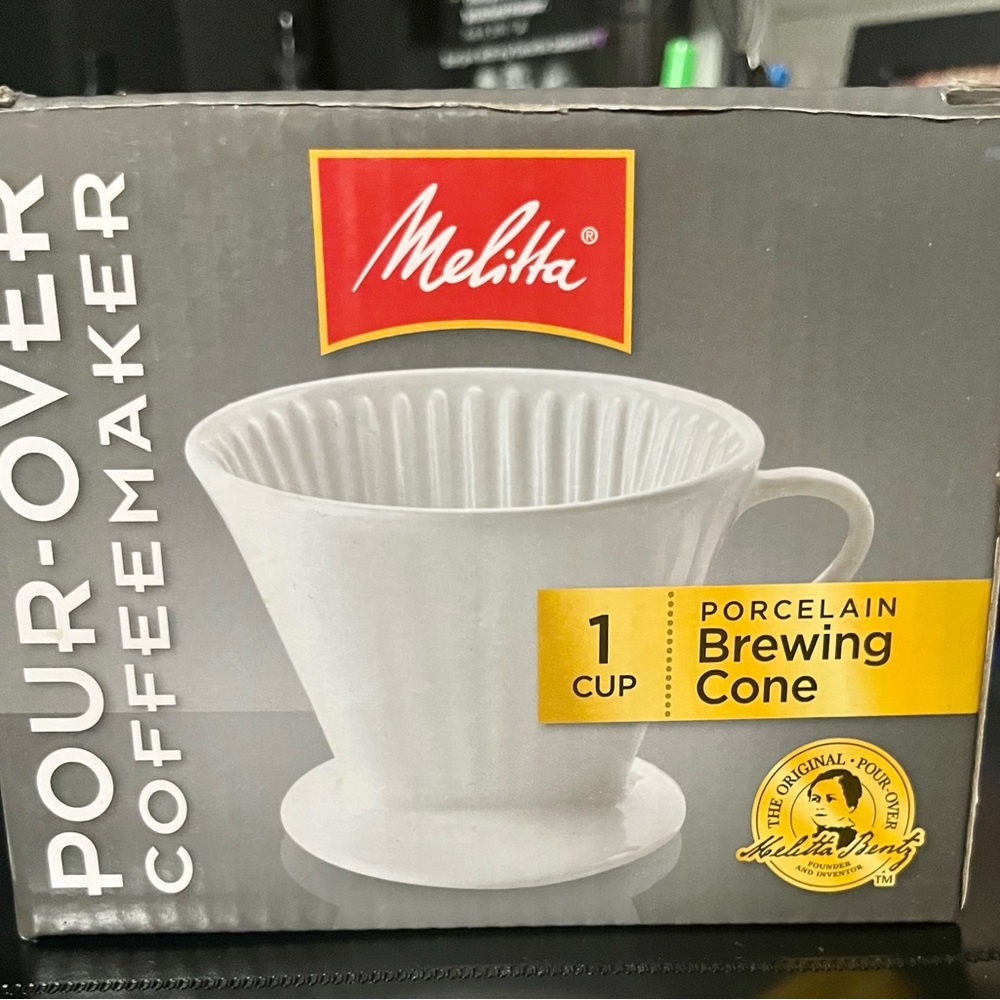 POUR-OVER
COFFEEMAKER
Melitta®
1
CUP
PORCELAIN
Brewing
Cone
THE ORIGINAL · POUR-OVER
Melitta Bentz
FOUNDER
AND INVENTOR
TM